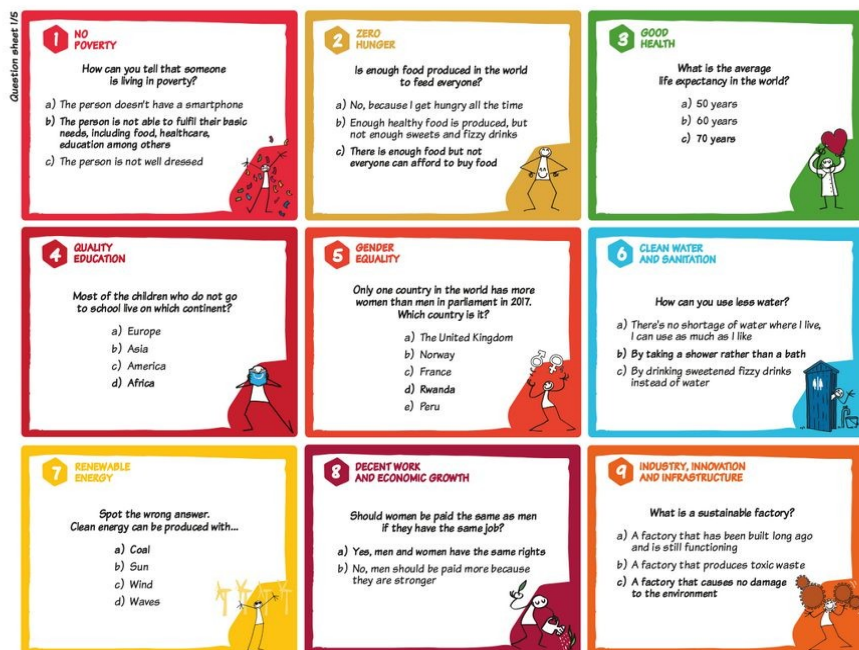 Question sheet 1/5
1 NO
POVERTY
How can you tell that someone
is living in poverty?
a) The person doesn't have a smartphone
b) The person is not able to fulfil their basic
needs, including food, healthcare,
education among others
c) The person is not well dressed
2 ZERO
HUNGER
Is enough food produced in the world
to feed everyone?
a) No, because I get hungry all the time
b) Enough healthy food is produced, but
not enough sweets and fizzy drinks
c) There is enough food but not
everyone can afford to buy food
3 GOOD
HEALTH
What is the average
life expectancy in the world?
a) 50 years
b) 60 years
c) 70 years
4 QUALITY
EDUCATION
Most of the children who do not go
to school live on which continent?
a) Europe
b) Asia
c) America
d) Africa
5 GENDER
EQUALITY
Only one country in the world has more
women than men in parliament in 2017.
Which country is it?
a) The United Kingdom
b) Norway
c) France
d) Rwanda
e) Peru
6 CLEAN WATER
AND SANITATION
How can you use less water?
a) There's no shortage of water where I live,
I can use as much as I like
b) By taking a shower rather than a bath
c) By drinking sweetened fizzy drinks
instead of water
7 RENEWABLE
ENERGY
Spot the wrong answer.
Clean energy can be produced with...
a) Coal
b) Sun
c) Wind
d) Waves
8 DECENT WORK
AND ECONOMIC GROWTH
Should women be paid the same as men
if they have the same job?
a) Yes, men and women have the same rights
b) No, men should be paid more because
they are stronger
9 INDUSTRY, INNOVATION
AND INFRASTRUCTURE
What is a sustainable factory?
a) A factory that has been built long ago
and is still functioning
b) A factory that produces toxic waste
c) A factory that causes no damage
to the environment